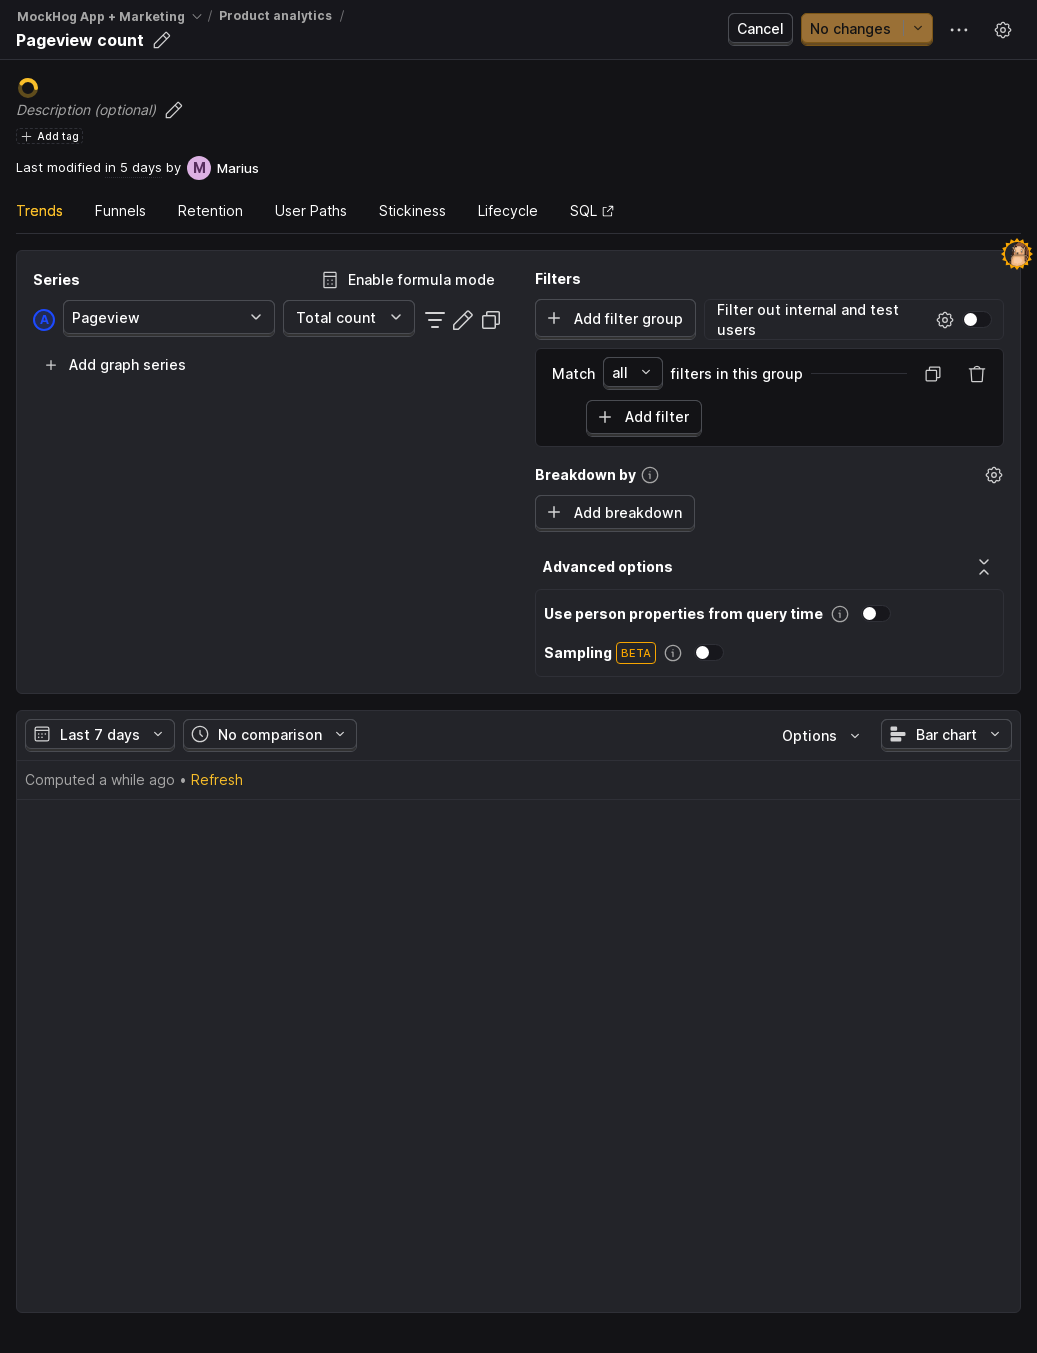 MockHog App + Marketing / Product analytics /
Pageview count
Cancel
No changes
Description (optional)
Add tag
Last modified in 5 days by M Marius
Trends Funnels Retention User Paths Stickiness Lifecycle SQL
Series
Enable formula mode
A Pageview Total count
Add graph series
Filters
Add filter group
Filter out internal and test
users
Match all filters in this group
Add filter
Breakdown by
Add breakdown
Advanced options
Use person properties from query time
Sampling BETA
Last 7 days No comparison Options Bar chart
Computed a while ago • Refresh